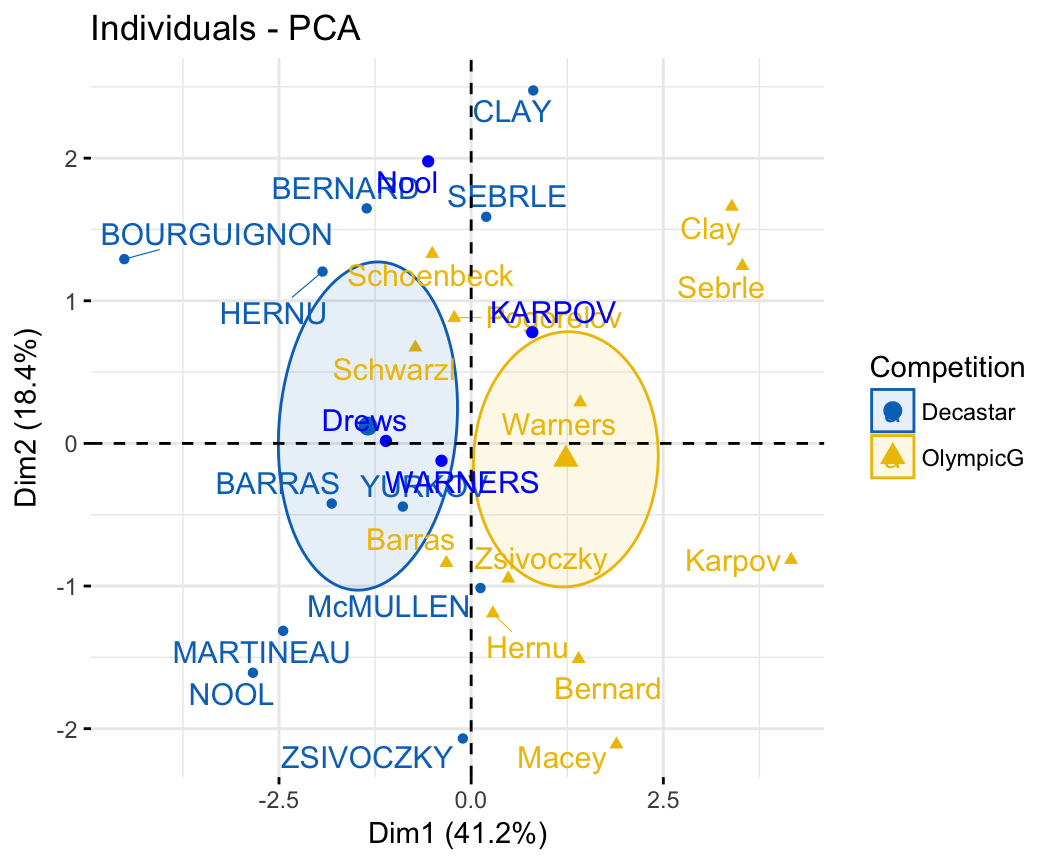 Individuals - PCA
CLAY
2
Nool
BERNARD
SEBRLE
BOURGUIGNON
Clay
Schoenbeck
Sebrle
1
HERNU
KARPOV
Pogorelov
Schwarzl
Drews
Warners
0
BARRAS
YURKOV
WARNERS
Barras
Zsivoczky
Karpov
-1
McMULLEN
Hernu
MARTINEAU
NOOL
Bernard
-2
ZSIVOCZKY
Macey
-2.5
0.0
2.5
Dim1 (41.2%)
Dim2 (18.4%)
Competition
a Decastar
a OlympicG